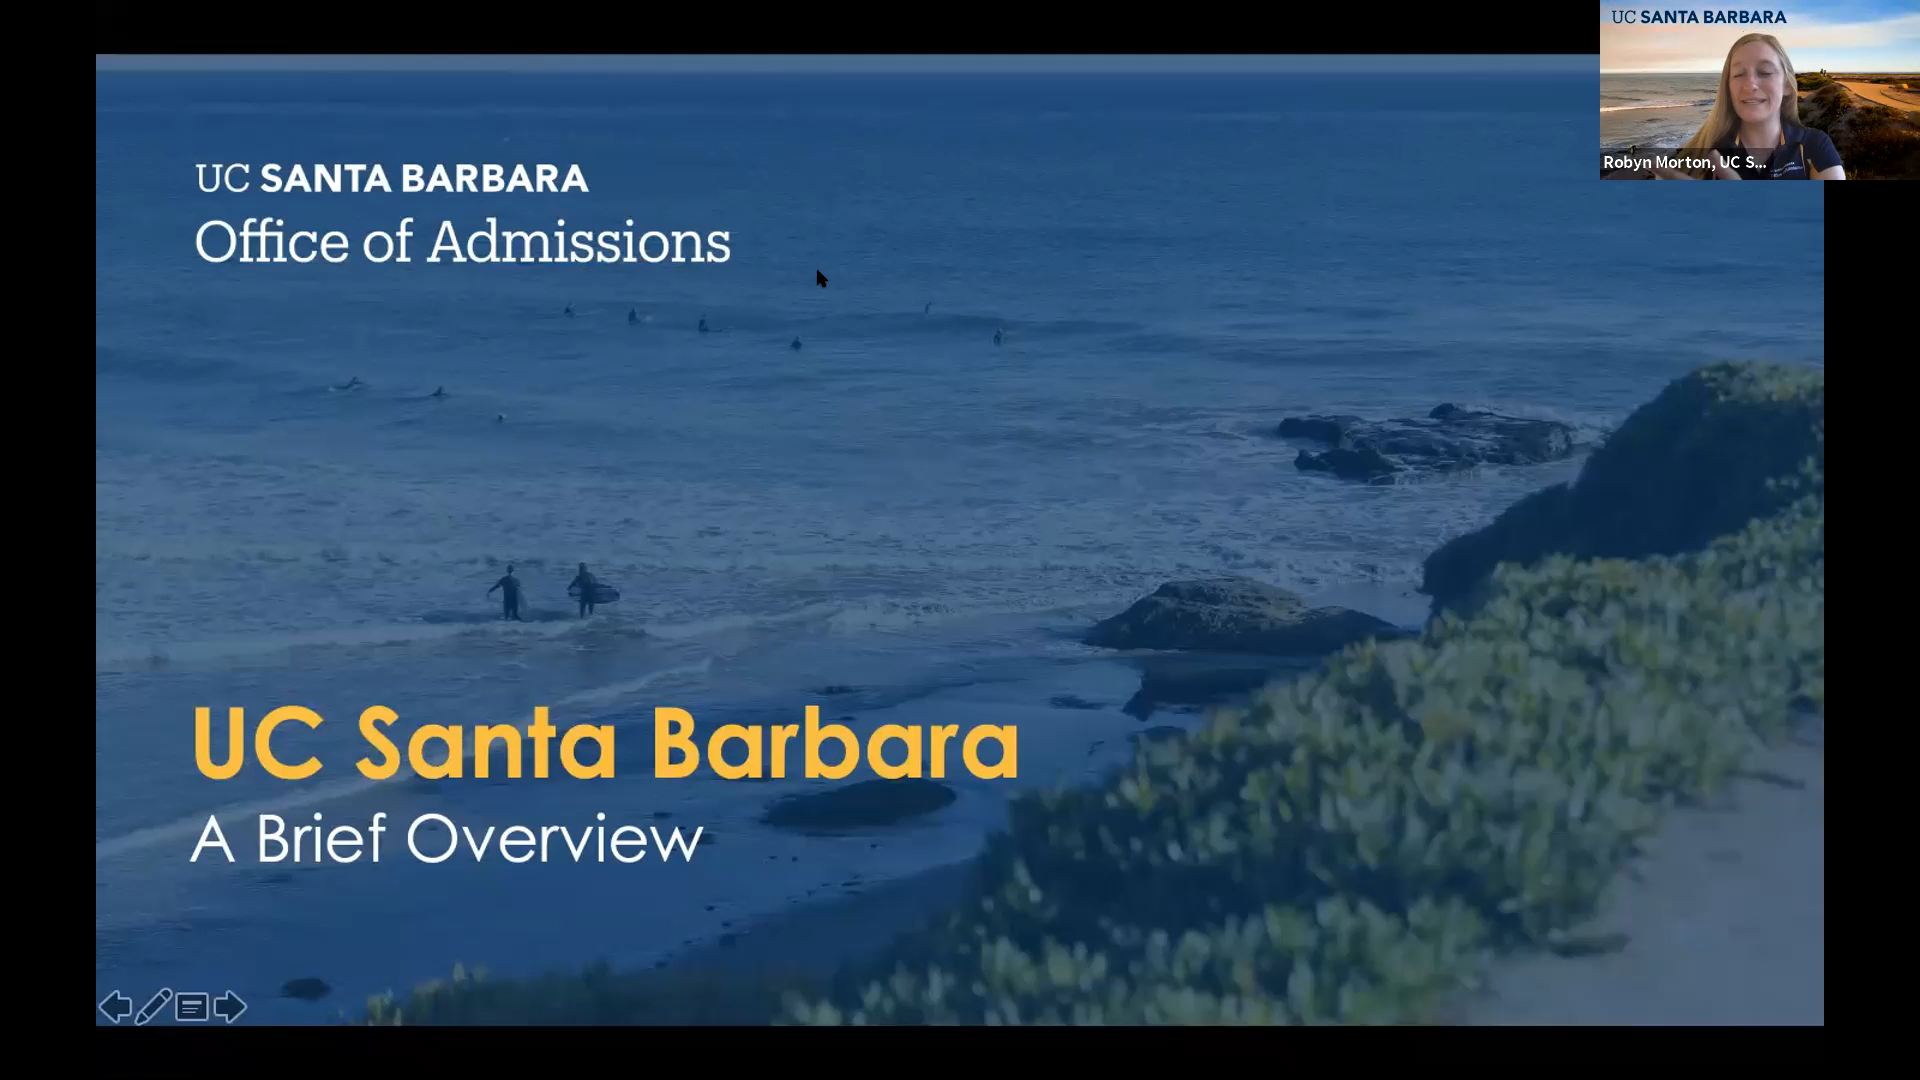 UC SANTA BARBARA
Office of Admissions
UC Santa Barbara
A Brief Overview
UC SANTA BARBARA
Robyn Morton, UC S...